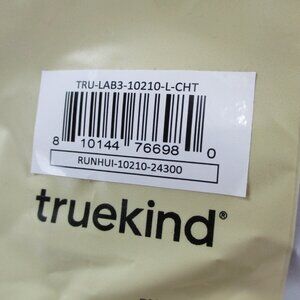 TRU-LAB3-10210-L-CHT
8 10144 76698 0
RUNHUI-10210-24300
truekind®